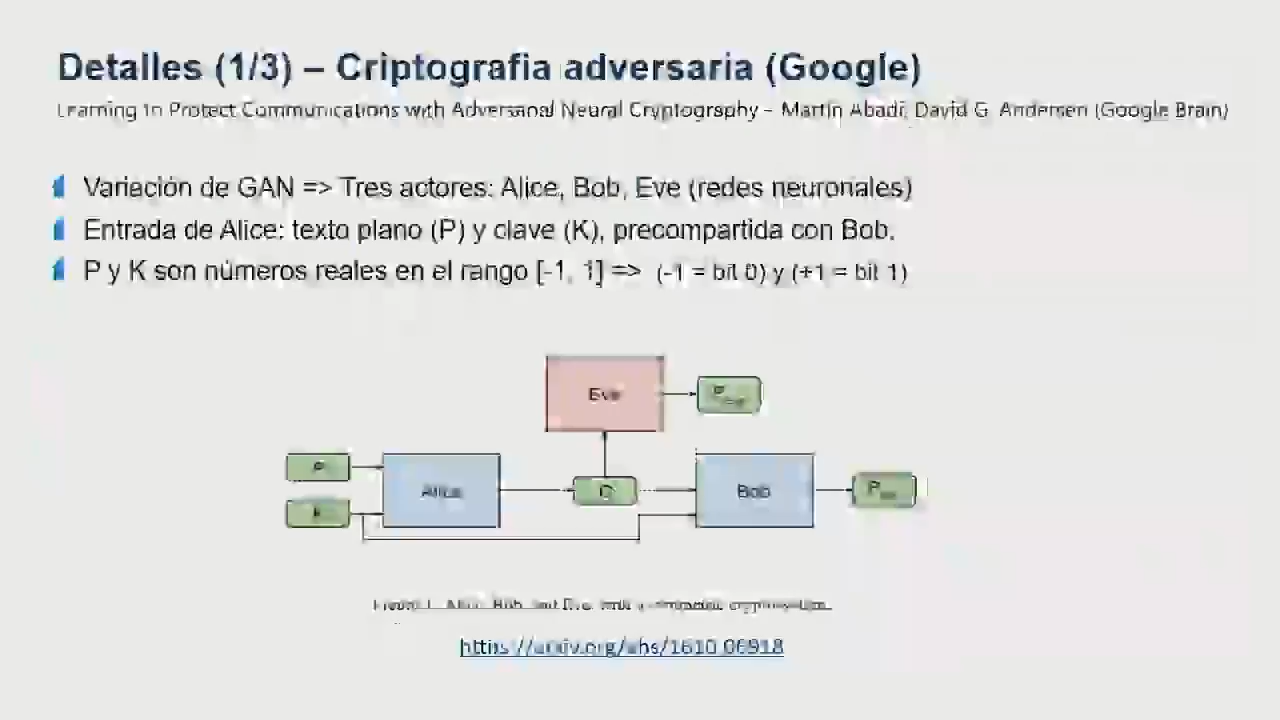 Detalles (1/3) – Criptografia adversaria (Google)
Learning to Protect Communications with Adversarial Neural Cryptography – Martín Abadi, David G. Andersen (Google Brain)
Variación de GAN => Tres actores: Alice, Bob, Eve (redes neuronales)
Entrada de Alice: texto plano (P) y clave (K), precompartida con Bob.
P y K son números reales en el rango [-1, 1] => (-1 = bit 0) y (+1 = bit 1)
Eve
P
Alice
C
Bob
P
https://arxiv.org/abs/1610.06918